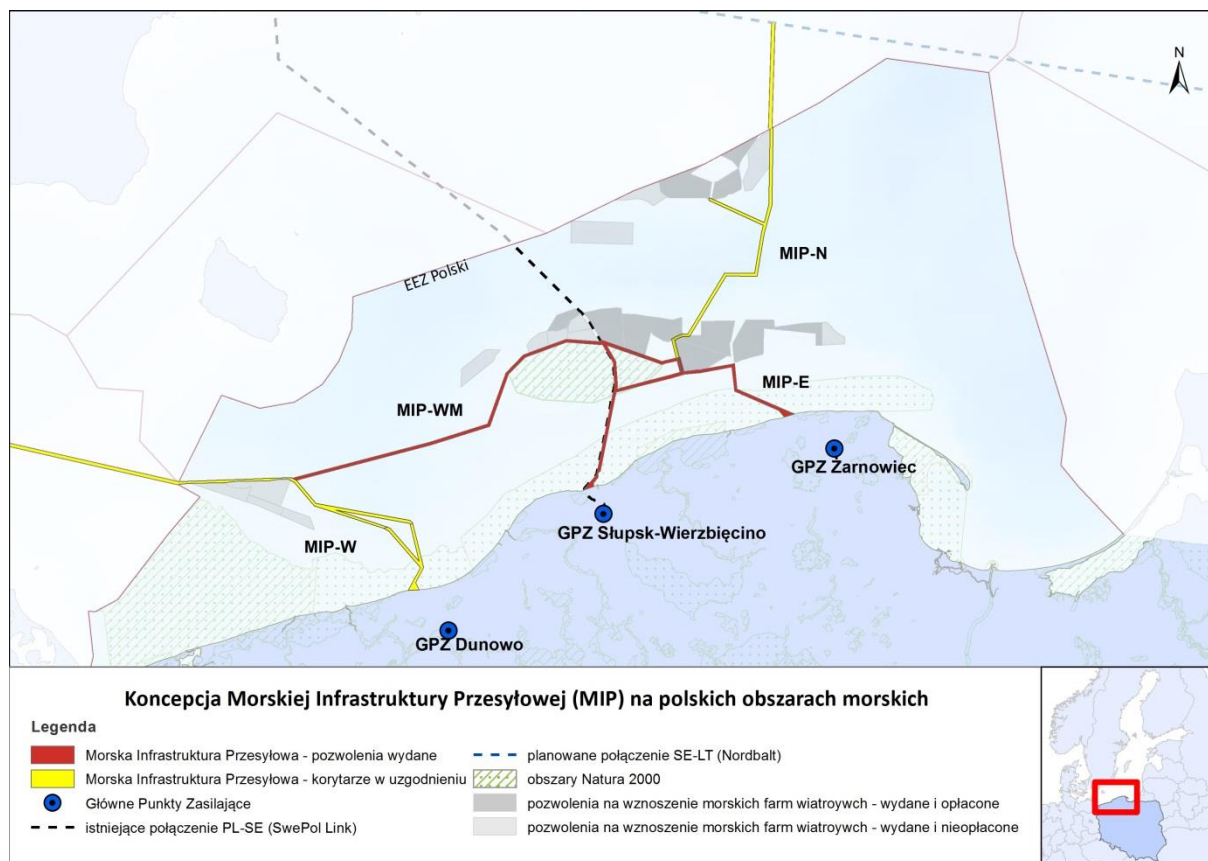 N
EEZ Polski
MIP-N
MIP-E
MIP-WM
GPZ Żarnowiec
GPZ Słupsk-Wierzbięcino
MIP-W
GPZ Dunowo
Koncepcja Morskiej Infrastruktury Przesyłowej (MIP) na polskich obszarach morskich
Legenda
Morska Infrastruktura Przesyłowa - pozwolenia wydane
Morska Infrastruktura Przesyłowa - korytarze w uzgodnieniu
Główne Punkty Zasilające
istniejące połączenie PL-SE (SwePol Link)
planowane połączenie SE-LT (Nordbalt)
obszary Natura 2000
pozwolenia na wznoszenie morskich farm wiatroywch - wydane i opłacone
pozwolenia na wznoszenie morskich farm wiatroywch - wydane i nieopłacone